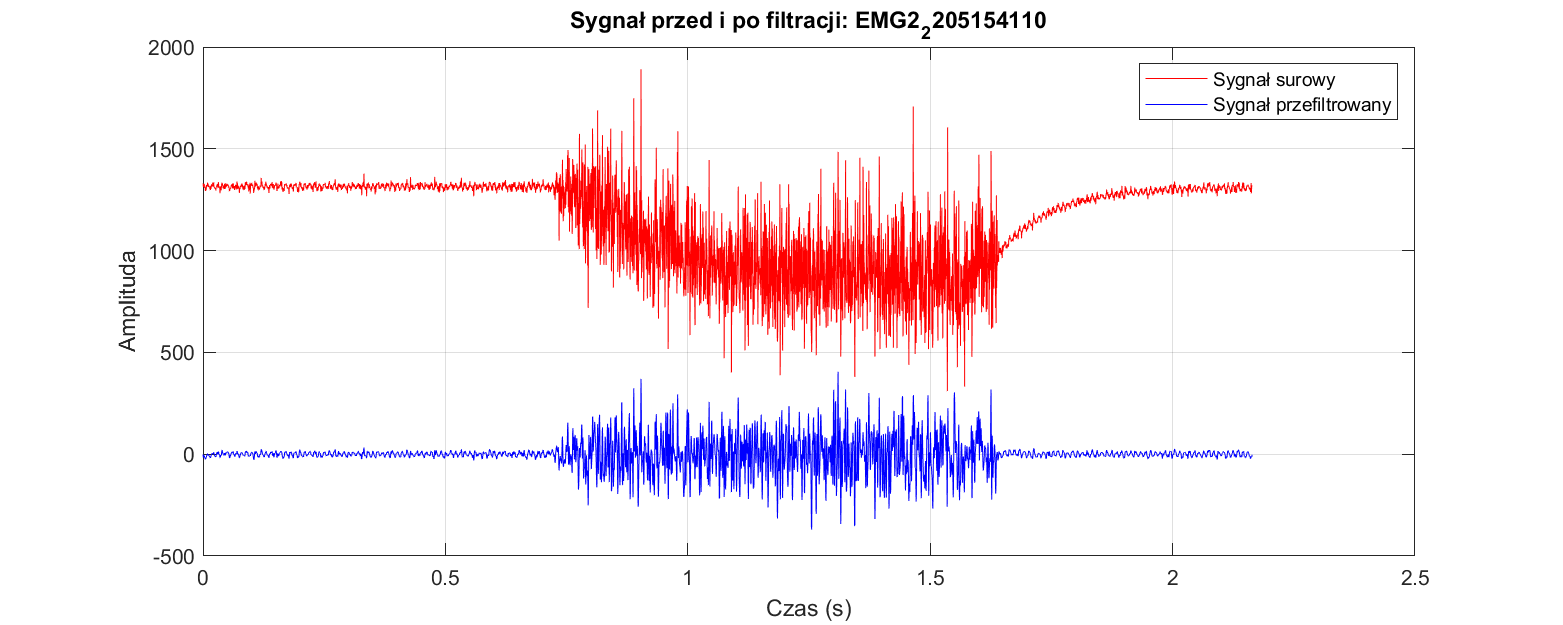 Sygnał przed i po filtracji: EMG2₂205154110
2000
1500
1000
500
0
-500
Amplituda
Sygnał surowy
Sygnał przefiltrowany
0 0.5 1 1.5 2 2.5
Czas (s)